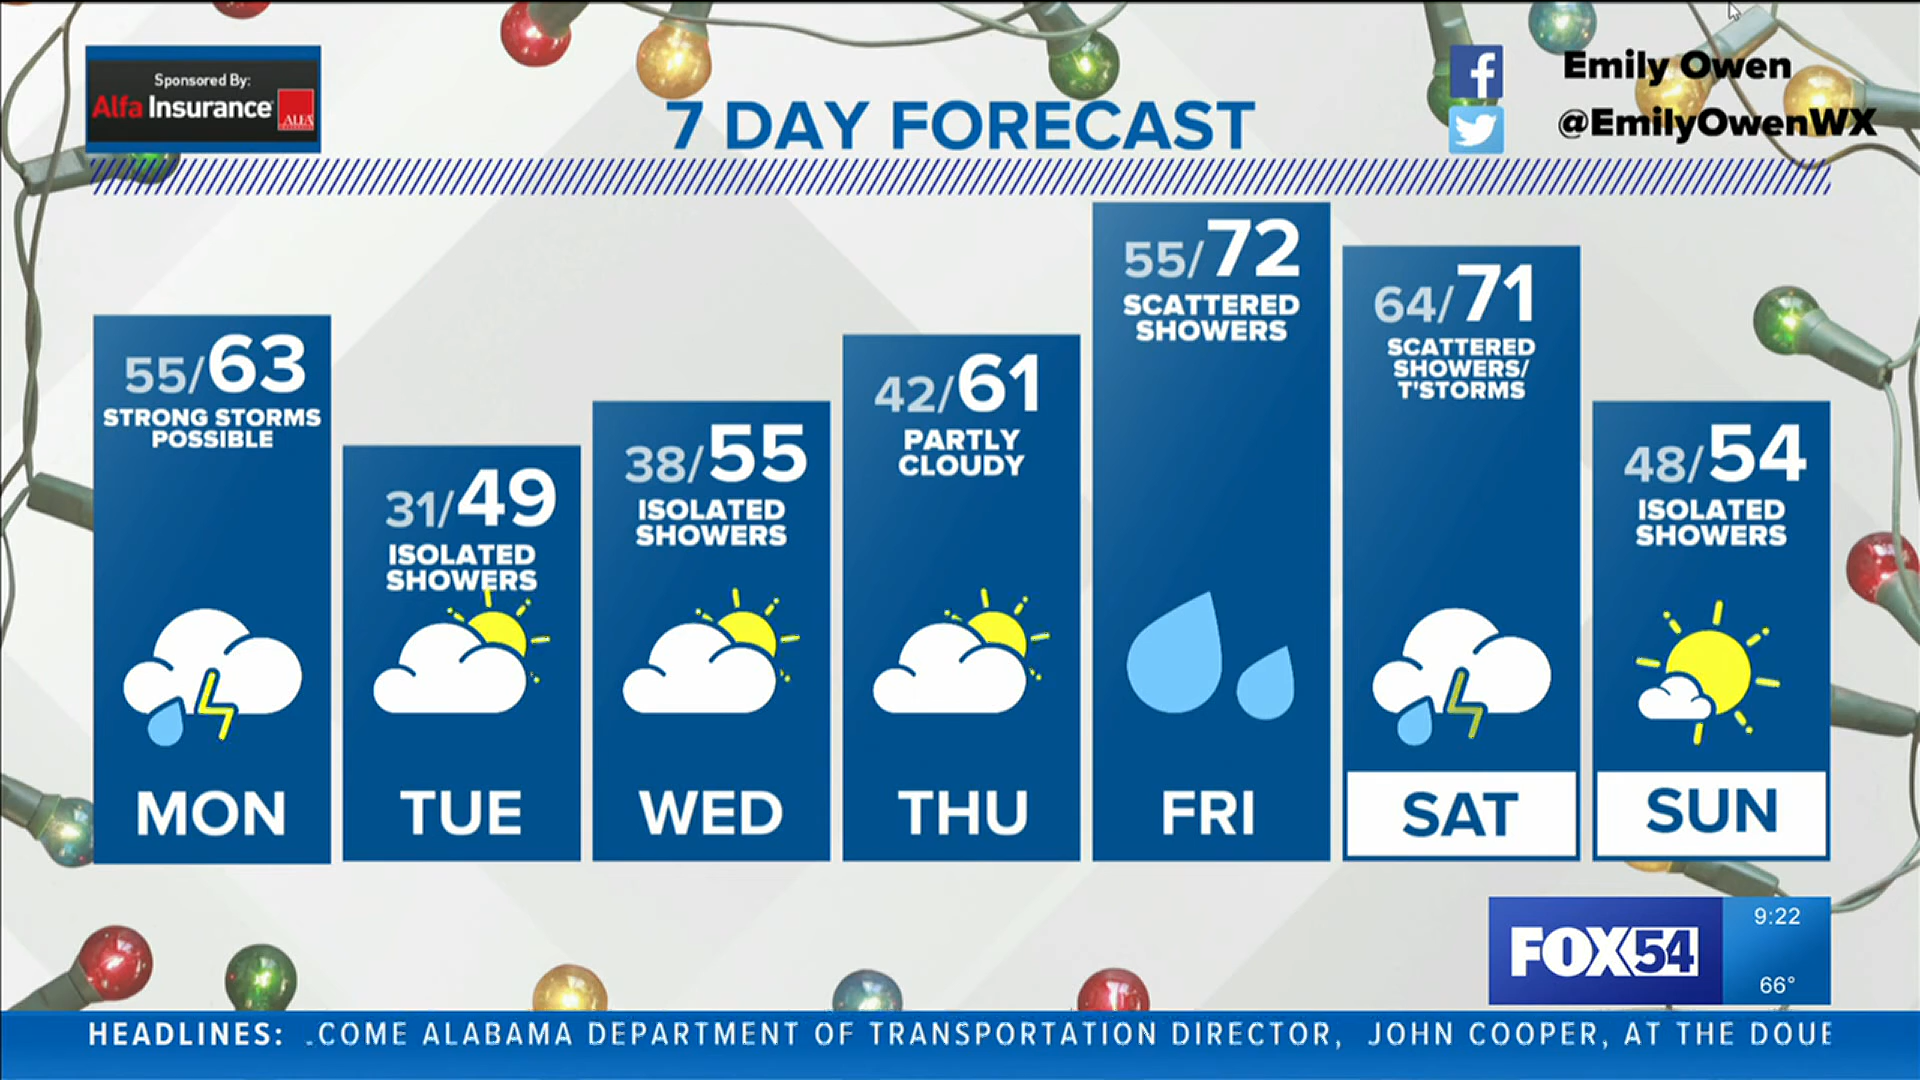 Sponsored By:
Alfa Insurance
ALFA
7 DAY FORECAST
Emily Owen
@EmilyOwenWX
55/63
STRONG STORMS
POSSIBLE
MON
31/49
ISOLATED
SHOWERS
TUE
38/55
ISOLATED
SHOWERS
WED
42/61
PARTLY
CLOUDY
THU
55/72
SCATTERED
SHOWERS
FRI
64/71
SCATTERED
SHOWERS/
T'STORMS
SAT
48/54
ISOLATED
SHOWERS
SUN
FOX54
9:22
66°
HEADLINES: COME ALABAMA DEPARTMENT OF TRANSPORTATION DIRECTOR, JOHN COOPER, AT THE DOUB